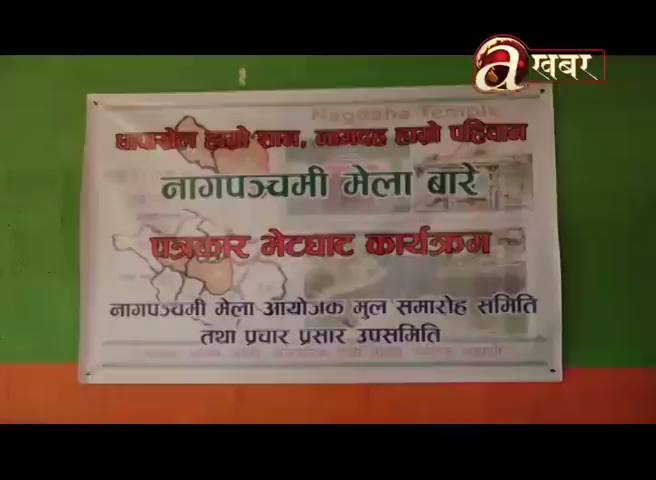 a खबर
Nagdaha Temple
धापाखेल हाम्रो शान, नागदह हाम्रो पहिचान
नागपञ्चमी मेला बारे
पत्रकार भेटघाट कार्यक्रम
नागपञ्चमी मेला आयोजक मुल समारोह समिति
तथा प्रचार प्रसार उपसमिति